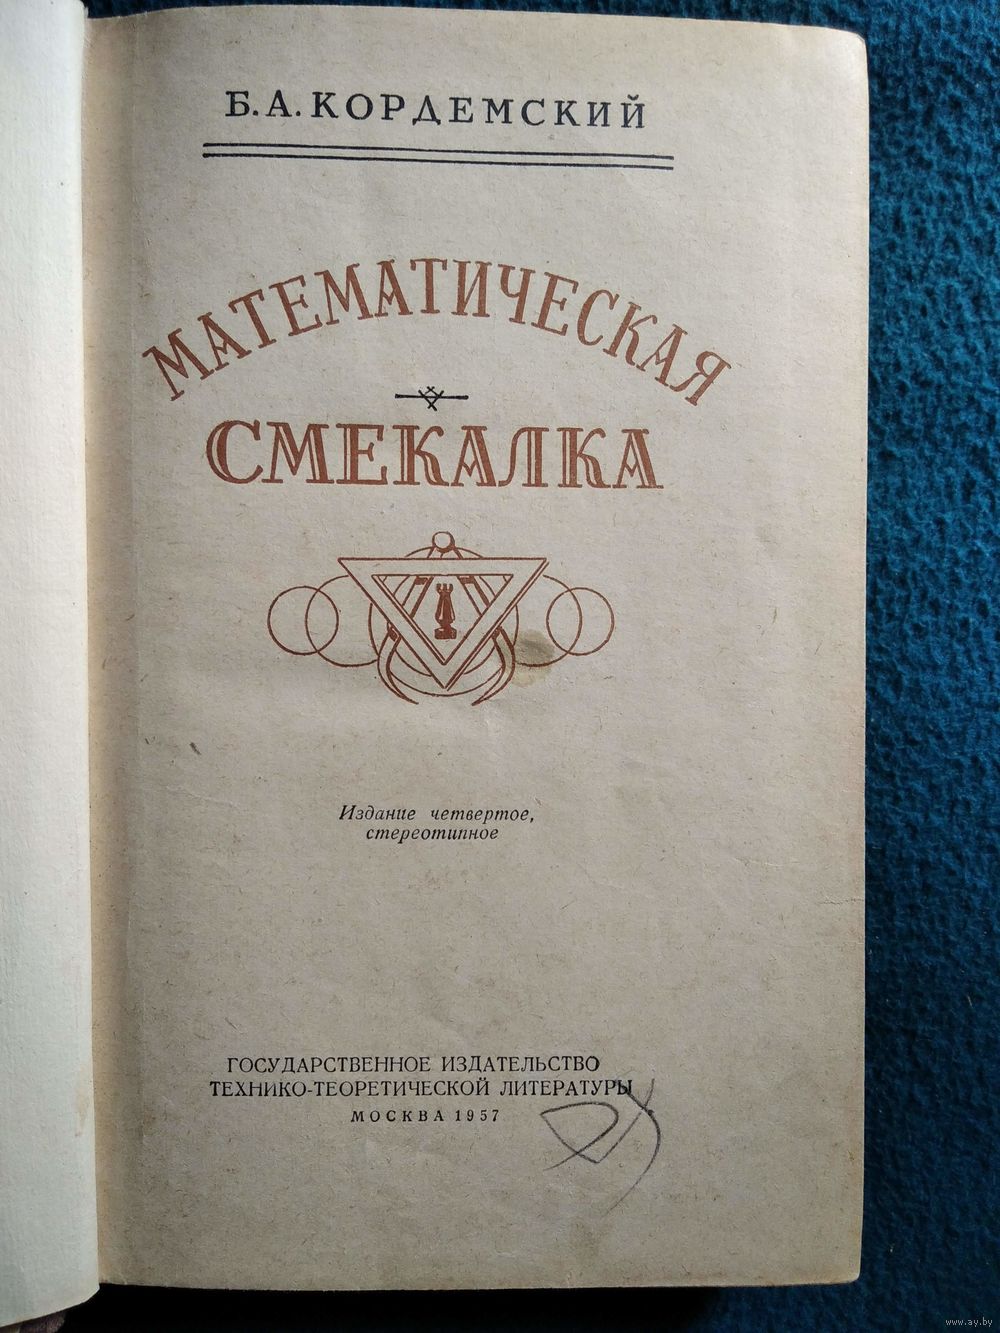 Б. А. КОРДЕМСКИЙ
МАТЕМАТИЧЕСКАЯ
СМЕКАЛКА
Издание четвертое,
стереотипное
ГОСУДАРСТВЕННОЕ ИЗДАТЕЛЬСТВО
ТЕХНИКО-ТЕОРЕТИЧЕСКОЙ ЛИТЕРАТУРЫ
МОСКВА 1957
www.ay.by